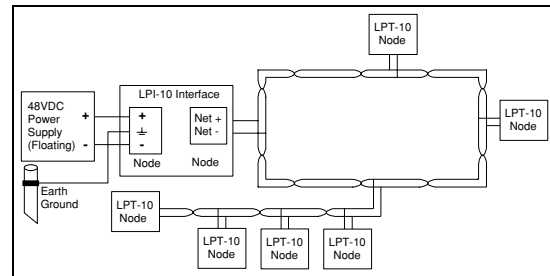 LPT-10
Node
LPI-10 Interface
48VDC
Power
Supply
(Floating)
+
-
+
-
Node
Net +
Net -
Node
LPT-10
Node
Earth
Ground
LPT-10
Node
LPT-10
Node
LPT-10
Node
LPT-10
Node